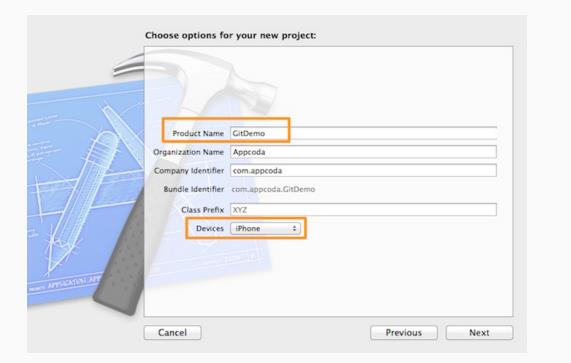 Choose options for your new project:
Product Name GitDemo
Organization Name Appcoda
Company Identifier com.appcoda
Bundle Identifier com.appcoda.GitDemo
Class Prefix XYZ
Devices iPhone
Cancel Previous Next